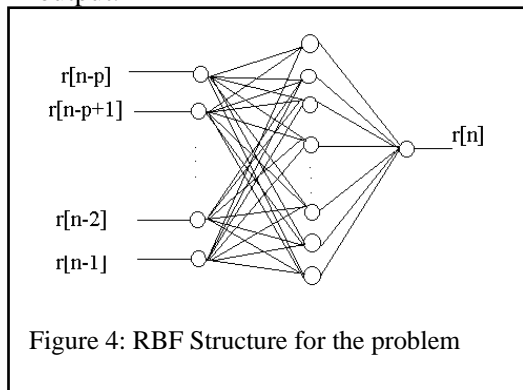 r[n-p]
r[n-p+1]
r[n]
r[n-2]
r[n-1]
Figure 4: RBF Structure for the problem